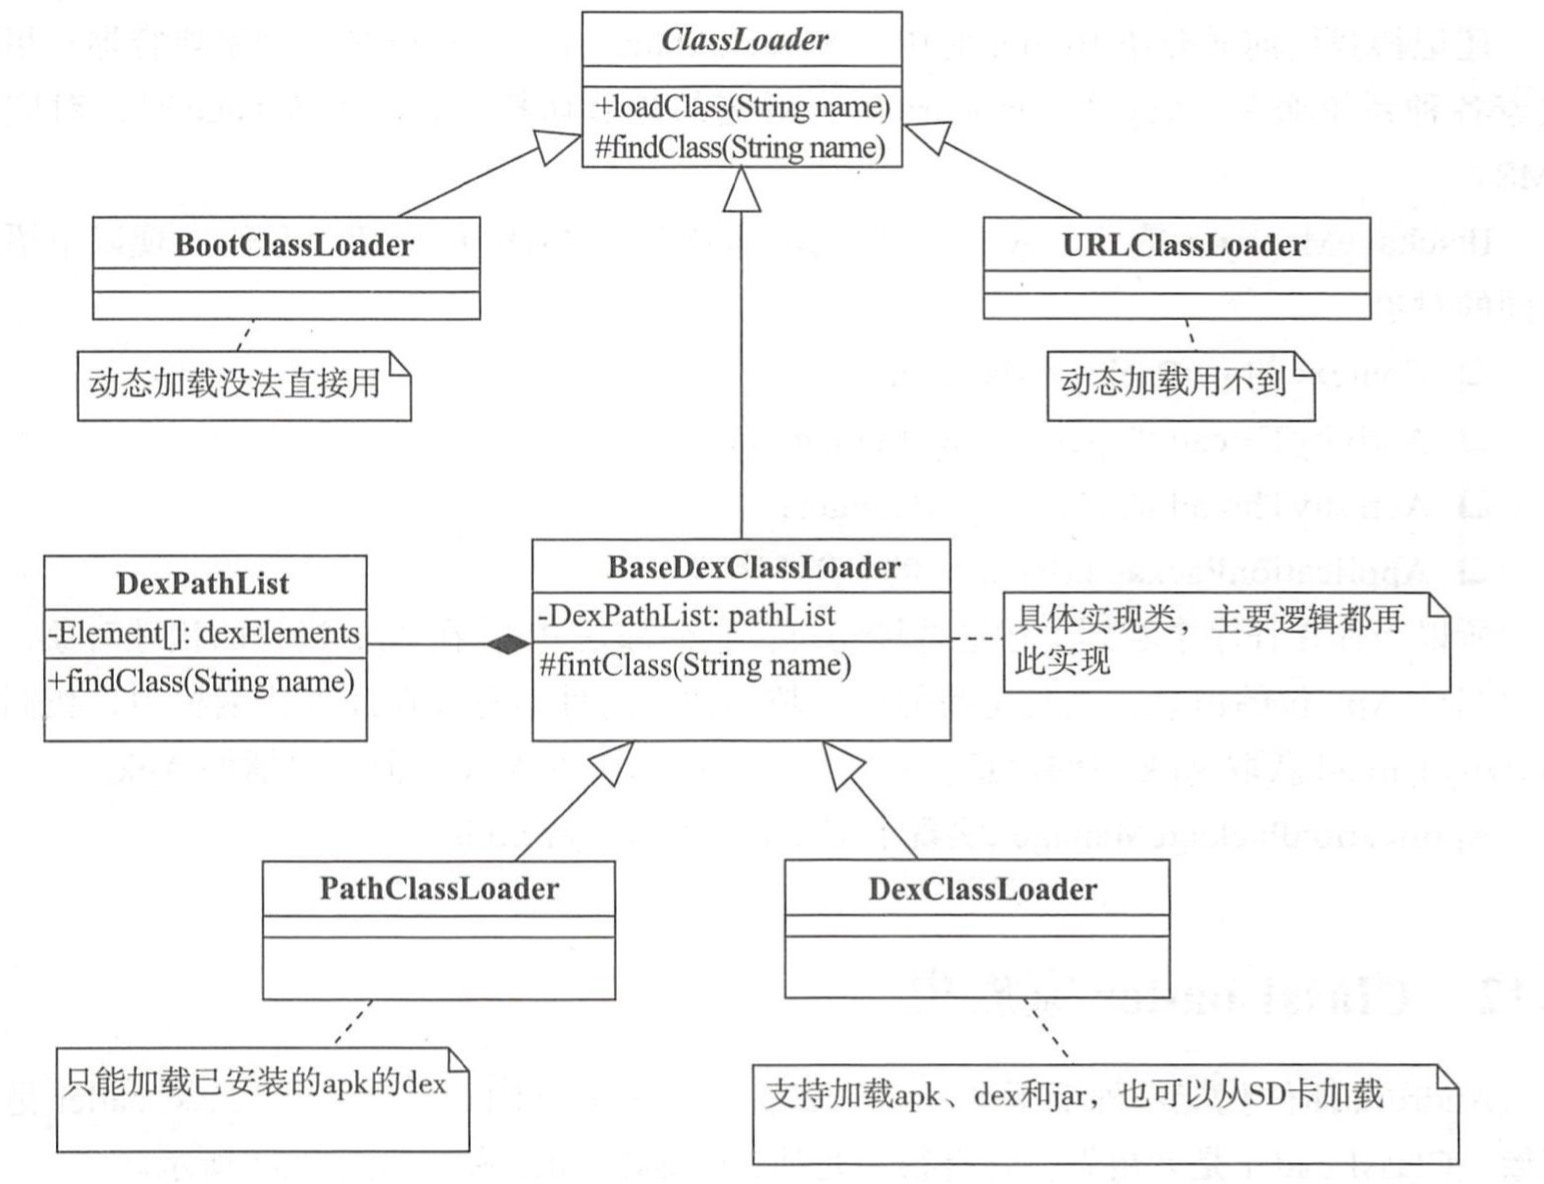 ClassLoader
+loadClass(String name)
#findClass(String name)
BootClassLoader
URLClassLoader
动态加载没法直接用
动态加载用不到
DexPathList
-Element[]: dexElements
+findClass(String name)
BaseDexClassLoader
-DexPathList: pathList
#fintClass(String name)
具体实现类，主要逻辑都再
此实现
PathClassLoader
DexClassLoader
只能加载已安装的apk的dex
支持加载apk、dex和jar，也可以从SD卡加载